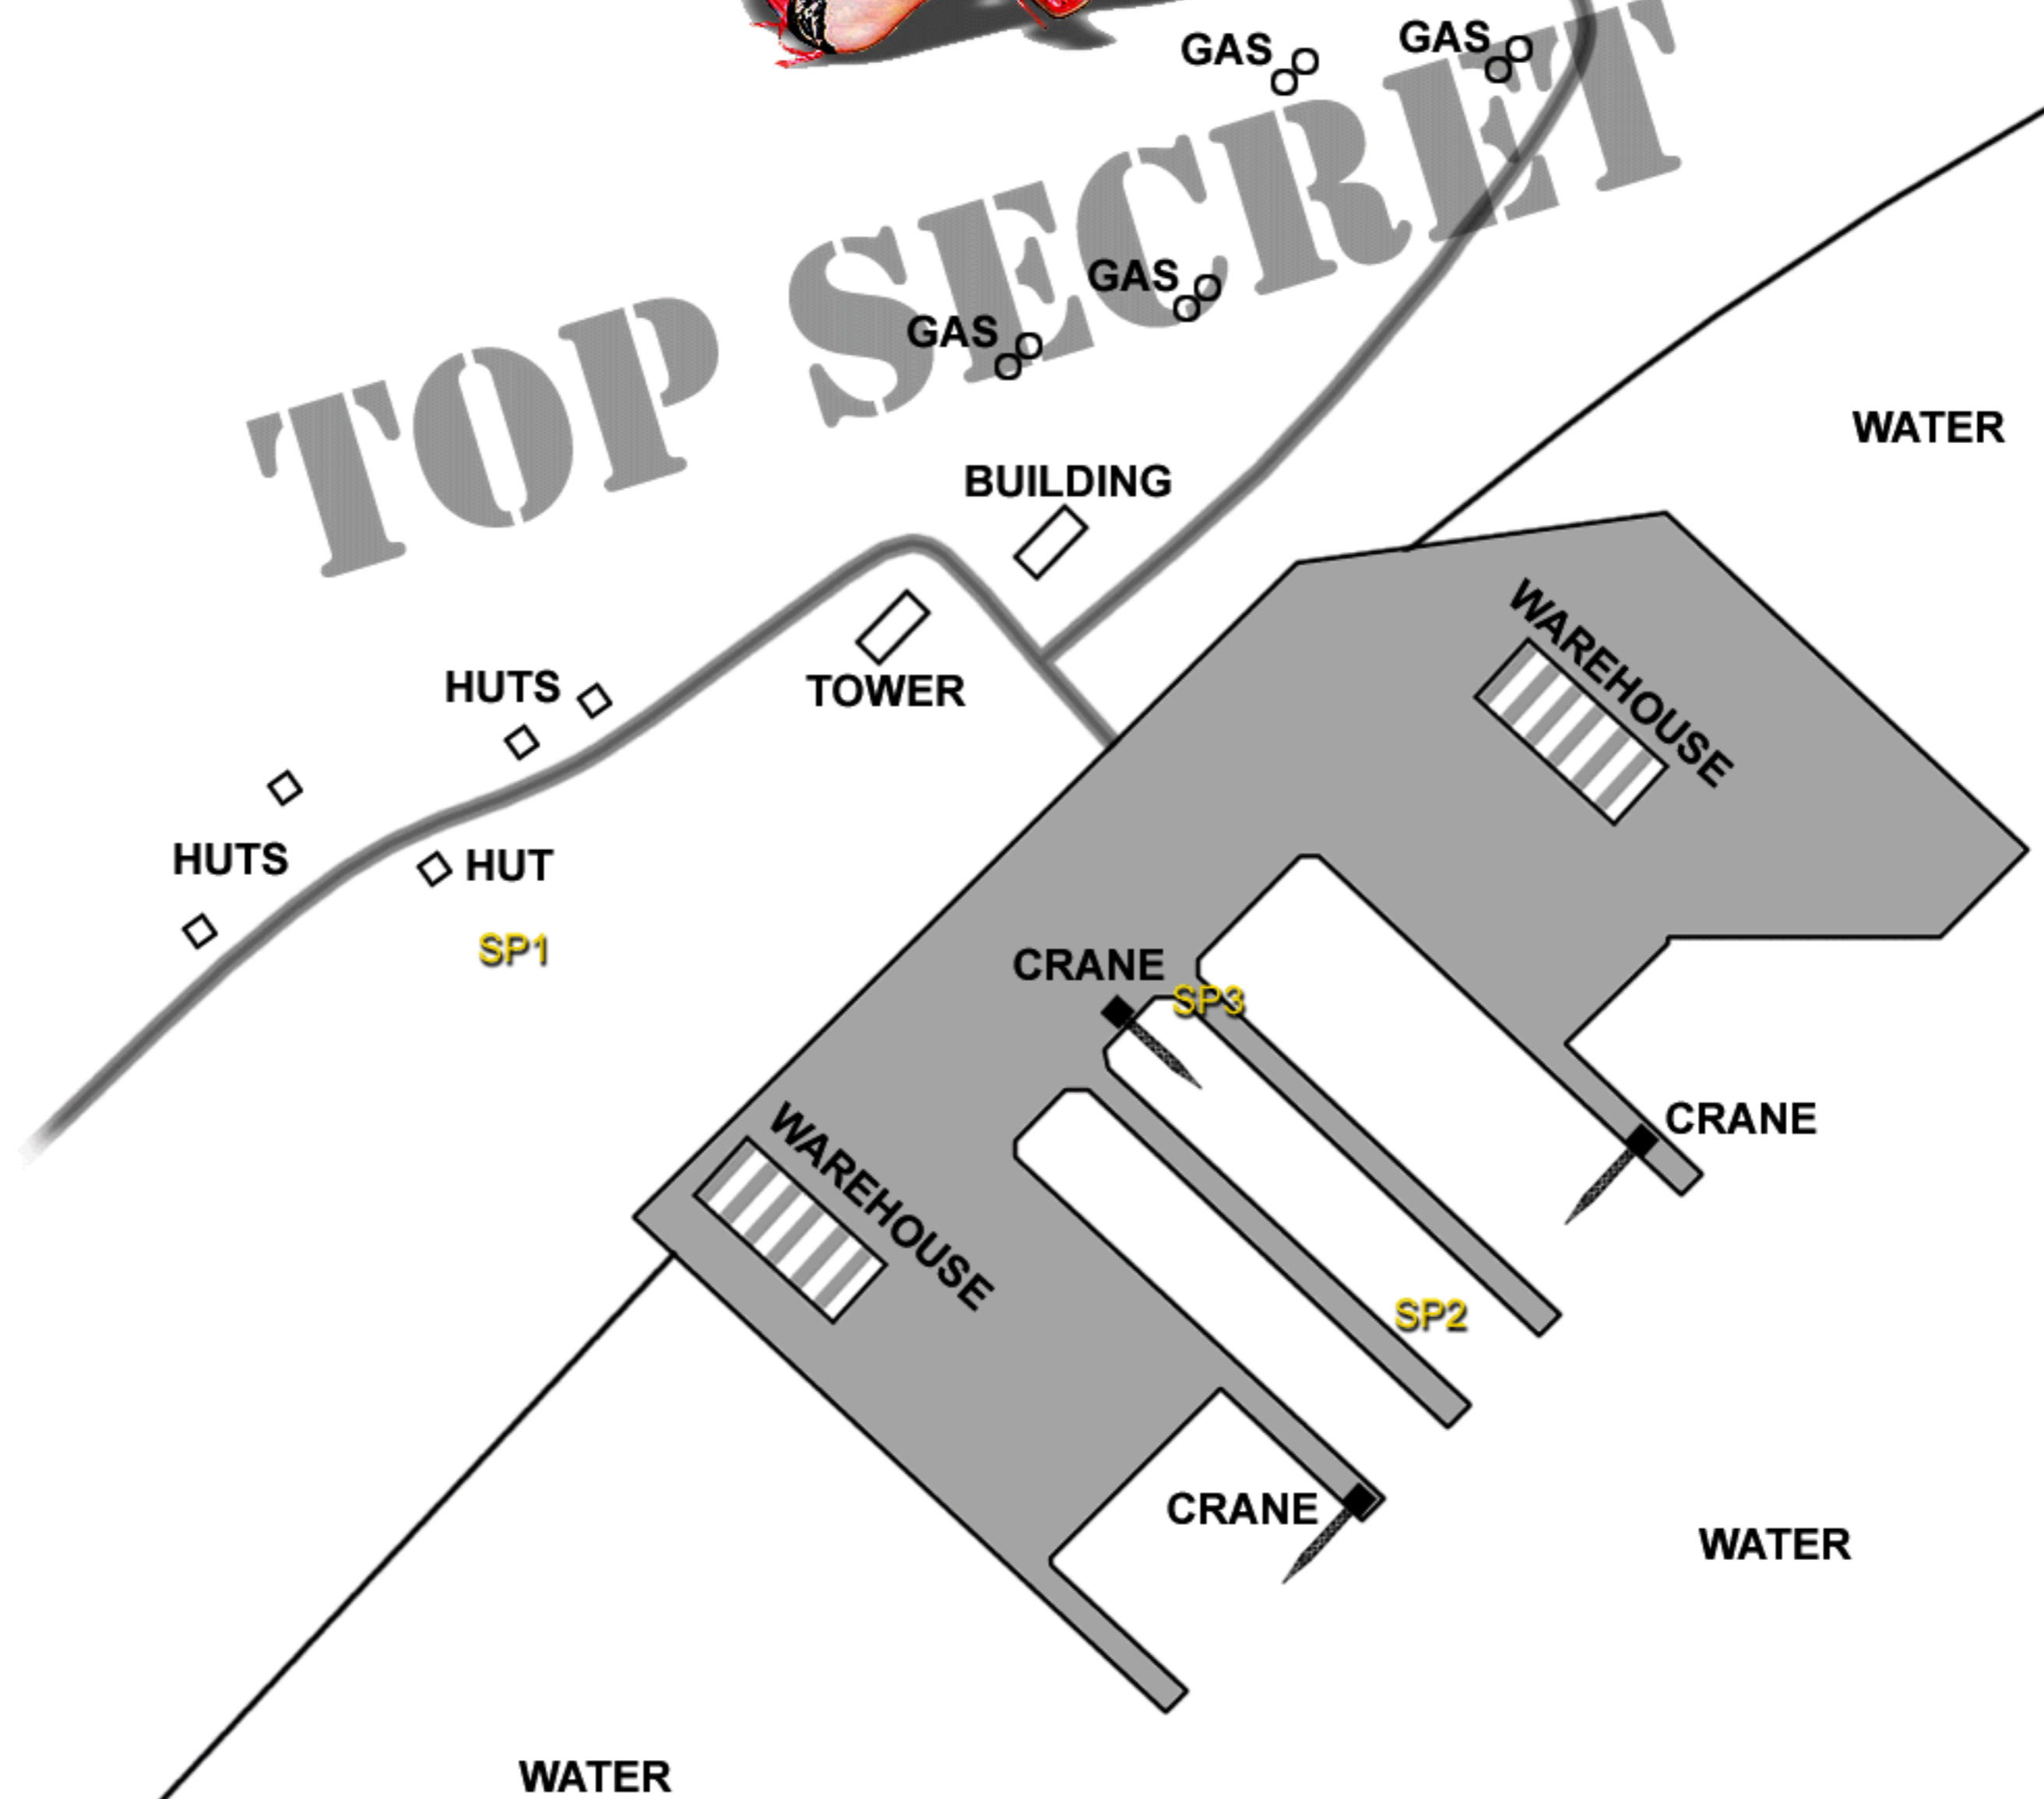 GAS
GAS
TOP SECRET
GAS
GAS
WATER
BUILDING
WAREHOUSE
HUTS
TOWER
HUTS
HUT
SP1
CRANE
SP3
CRANE
WAREHOUSE
SP2
CRANE
WATER
WATER